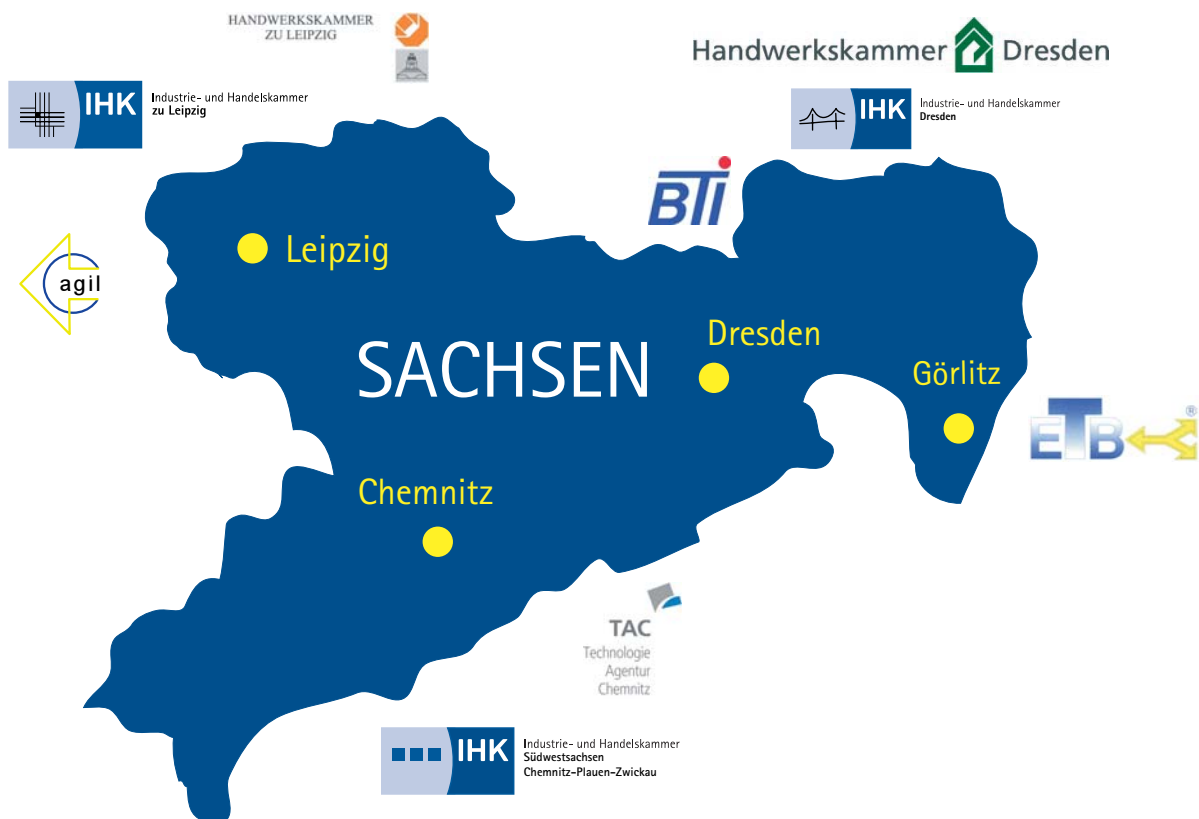 HANDWERKSKAMMER
ZU LEIPZIG
Handwerkskammer Dresden
IHK
Industrie- und Handelskammer
zu Leipzig
IHK
Industrie- und Handelskammer
Dresden
BTi
agil
Leipzig
SACHSEN
Dresden
Görlitz
ETB®
Chemnitz
TAC
Technologie
Agentur
Chemnitz
IHK
Industrie- und Handelskammer
Südwestsachsen
Chemnitz-Plauen-Zwickau